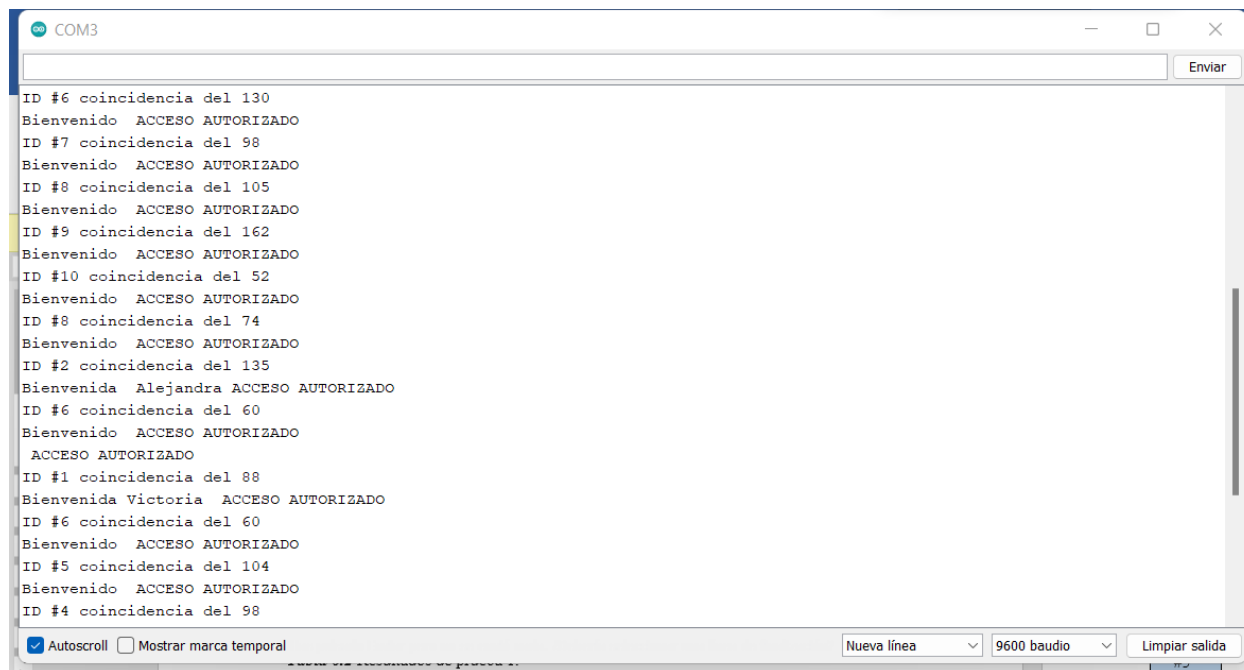 COM3
Enviar
ID #6 coincidencia del 130
Bienvenido  ACCESO AUTORIZADO
ID #7 coincidencia del 98
Bienvenido  ACCESO AUTORIZADO
ID #8 coincidencia del 105
Bienvenido  ACCESO AUTORIZADO
ID #9 coincidencia del 162
Bienvenido  ACCESO AUTORIZADO
ID #10 coincidencia del 52
Bienvenido  ACCESO AUTORIZADO
ID #8 coincidencia del 74
Bienvenido  ACCESO AUTORIZADO
ID #2 coincidencia del 135
Bienvenida  Alejandra ACCESO AUTORIZADO
ID #6 coincidencia del 60
Bienvenido  ACCESO AUTORIZADO
 ACCESO AUTORIZADO
ID #1 coincidencia del 88
Bienvenida Victoria  ACCESO AUTORIZADO
ID #6 coincidencia del 60
Bienvenido  ACCESO AUTORIZADO
ID #5 coincidencia del 104
Bienvenido  ACCESO AUTORIZADO
ID #4 coincidencia del 98
Autoscroll Mostrar marca temporal Nueva línea 9600 baudio Limpiar salida